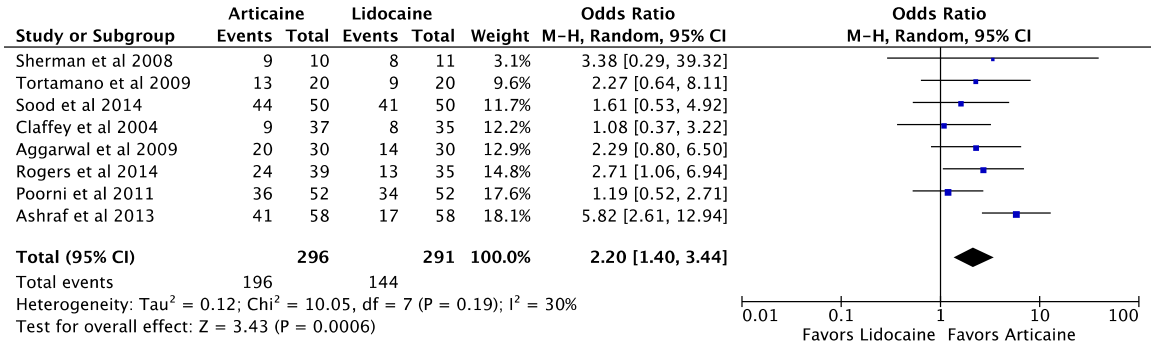 Articaine Lidocaine Odds Ratio Odds Ratio
Study or Subgroup Events Total Events Total Weight M-H, Random, 95% CI M-H, Random, 95% CI
Sherman et al 2008 9 10 8 11 3.1% 3.38 [0.29, 39.32]
Tortamano et al 2009 13 20 9 20 9.6% 2.27 [0.64, 8.11]
Sood et al 2014 44 50 41 50 11.7% 1.61 [0.53, 4.92]
Claffey et al 2004 9 37 8 35 12.2% 1.08 [0.37, 3.22]
Aggarwal et al 2009 20 30 14 30 12.9% 2.29 [0.80, 6.50]
Rogers et al 2014 24 39 13 35 14.8% 2.71 [1.06, 6.94]
Poorni et al 2011 36 52 34 52 17.6% 1.19 [0.52, 2.71]
Ashraf et al 2013 41 58 17 58 18.1% 5.82 [2.61, 12.94]
Total (95% CI) 296 291 100.0% 2.20 [1.40, 3.44]
Total events 196 144
Heterogeneity: Tau² = 0.12; Chi² = 10.05, df = 7 (P = 0.19); I² = 30%
Test for overall effect: Z = 3.43 (P = 0.0006)
0.01 0.1 1 10 100
Favors Lidocaine Favors Articaine